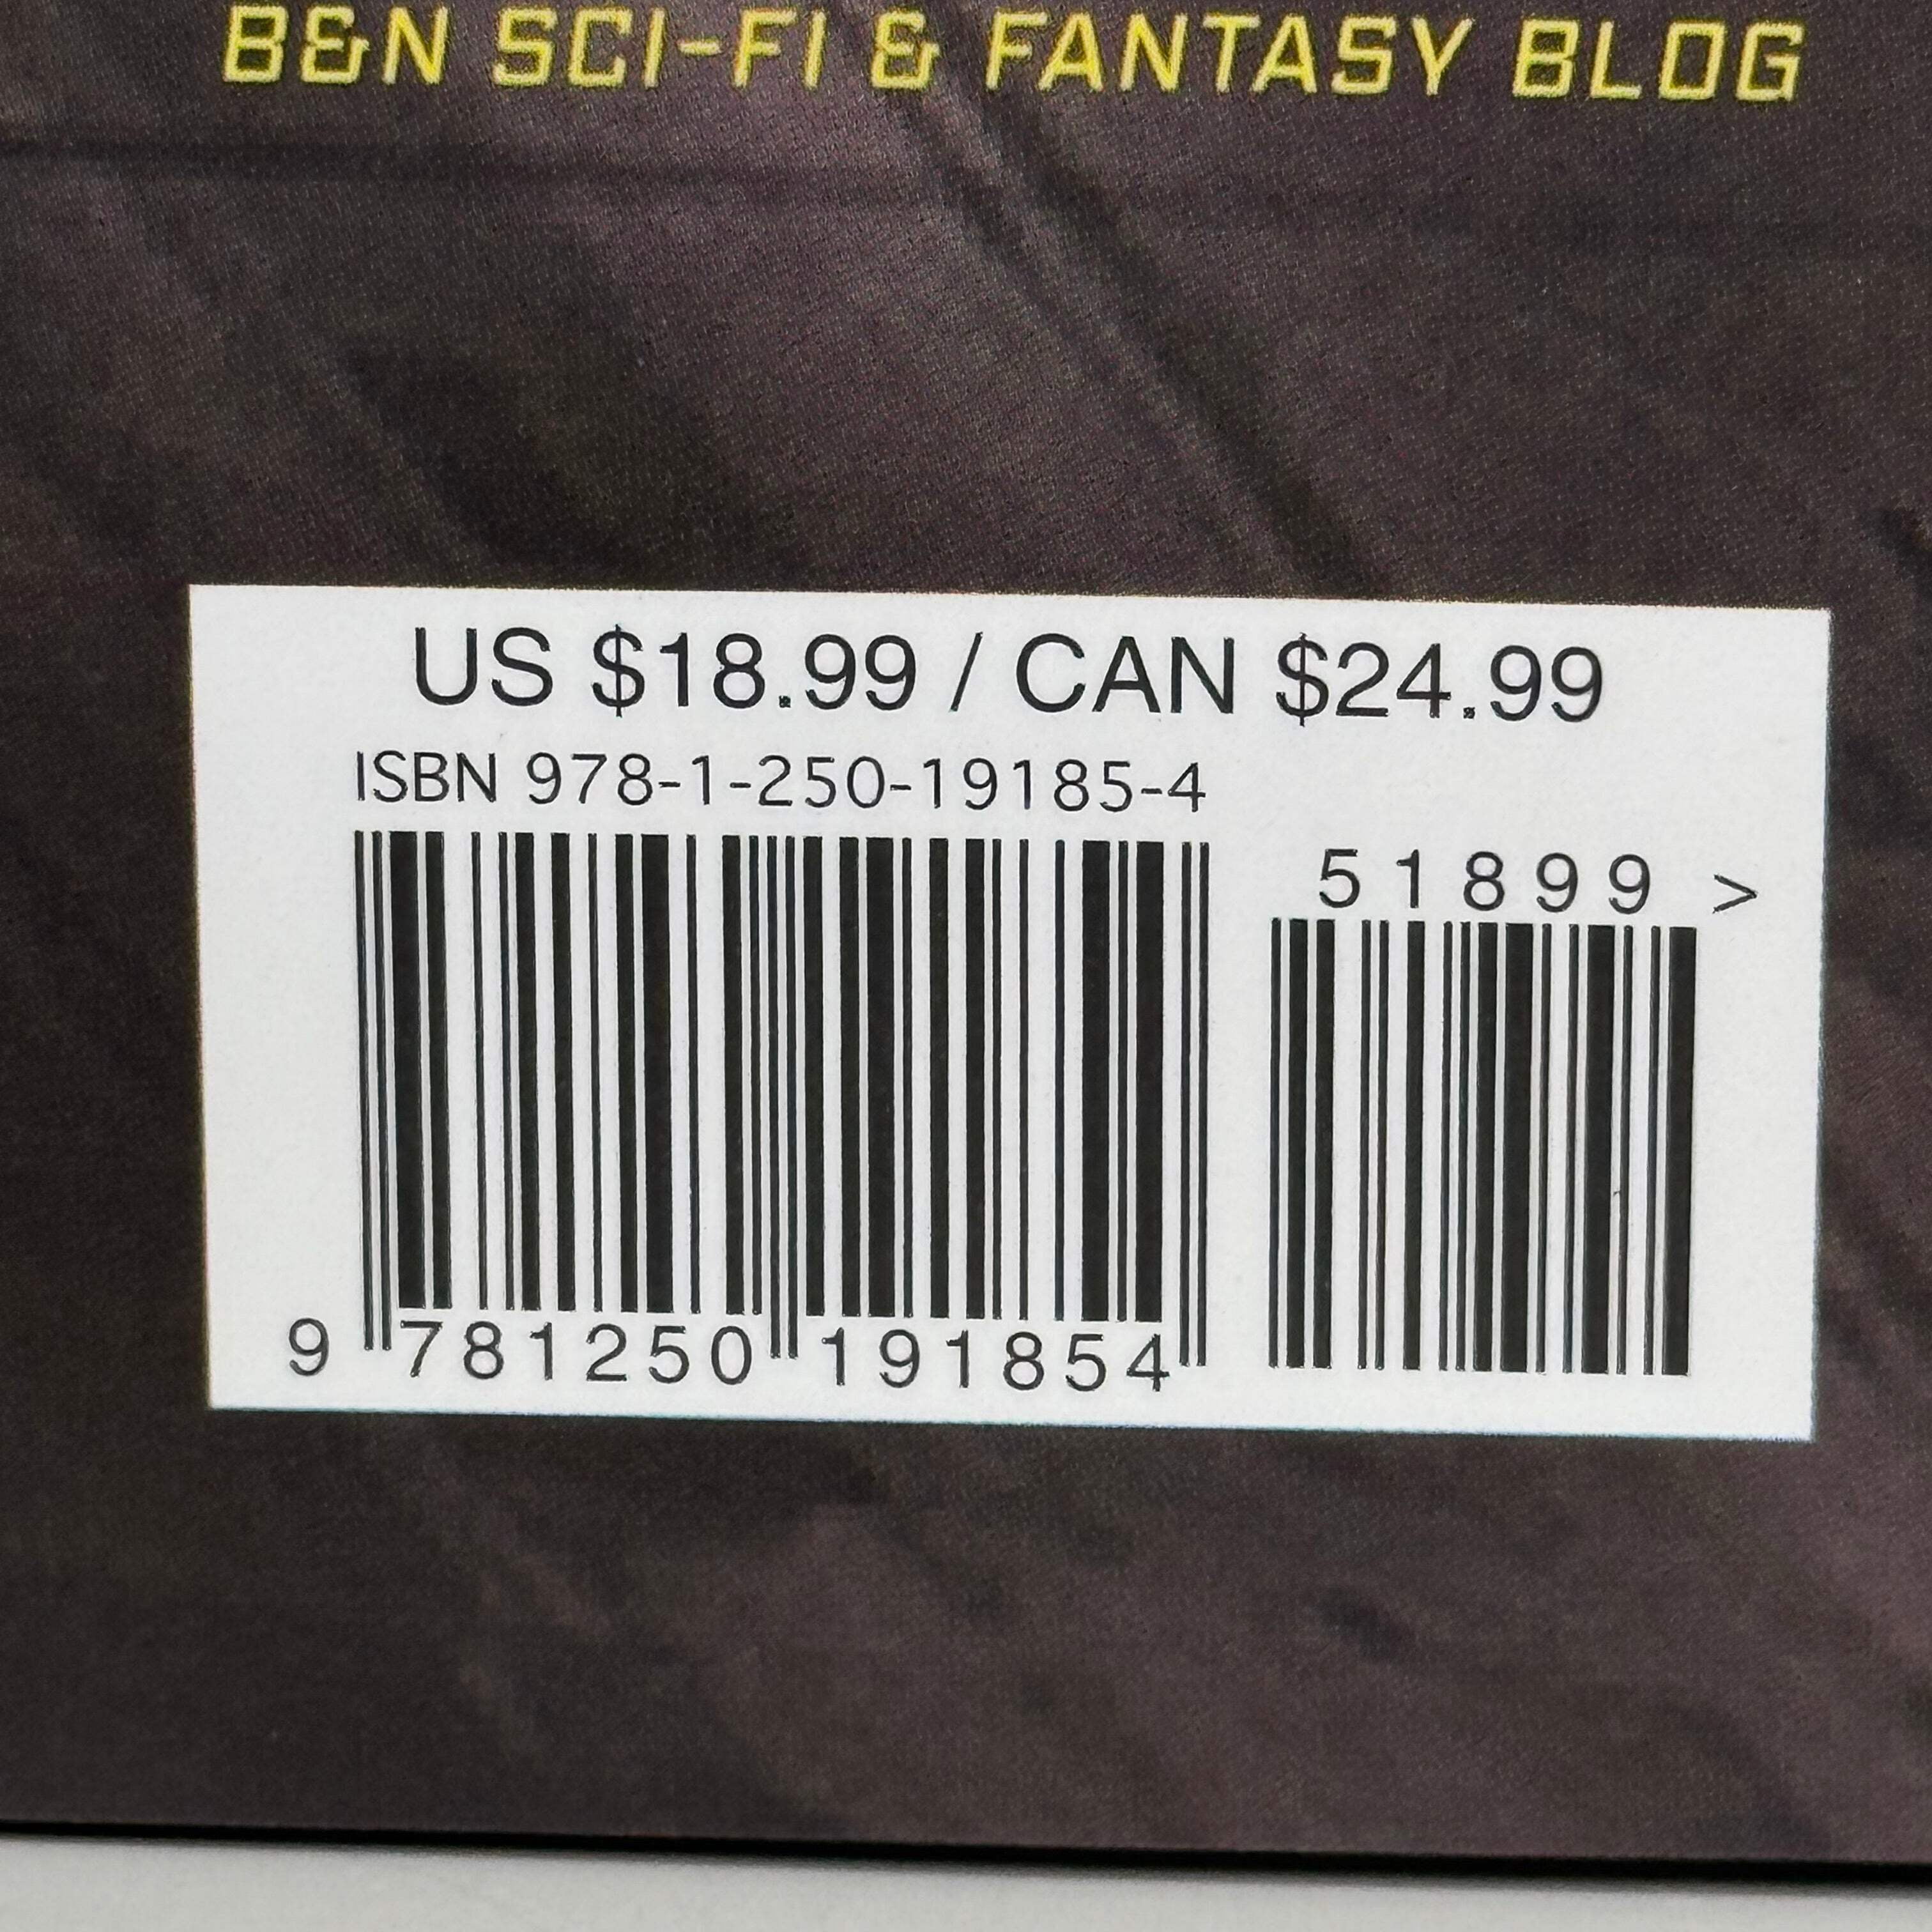 B&N SCI-FI & FANTASY BLOG
US $18.99 / CAN $24.99
ISBN 978-1-250-19185-4
51899 >
9 781250 191854